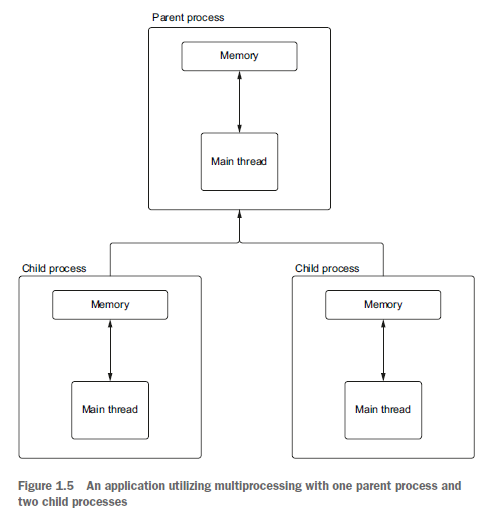 Parent process
Memory
Main thread
Child process
Child process
Memory
Memory
Main thread
Main thread
Figure 1.5 An application utilizing multiprocessing with one parent process and
two child processes